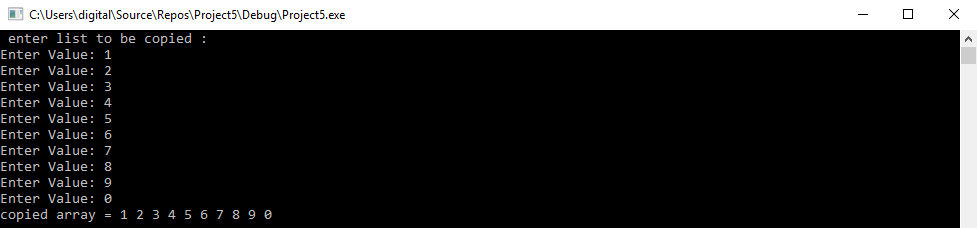 C:\Users\digital\Source\Repos\Project5\Debug\Project5.exe
enter list to be copied :
Enter Value: 1
Enter Value: 2
Enter Value: 3
Enter Value: 4
Enter Value: 5
Enter Value: 6
Enter Value: 7
Enter Value: 8
Enter Value: 9
Enter Value: 0
copied array = 1 2 3 4 5 6 7 8 9 0